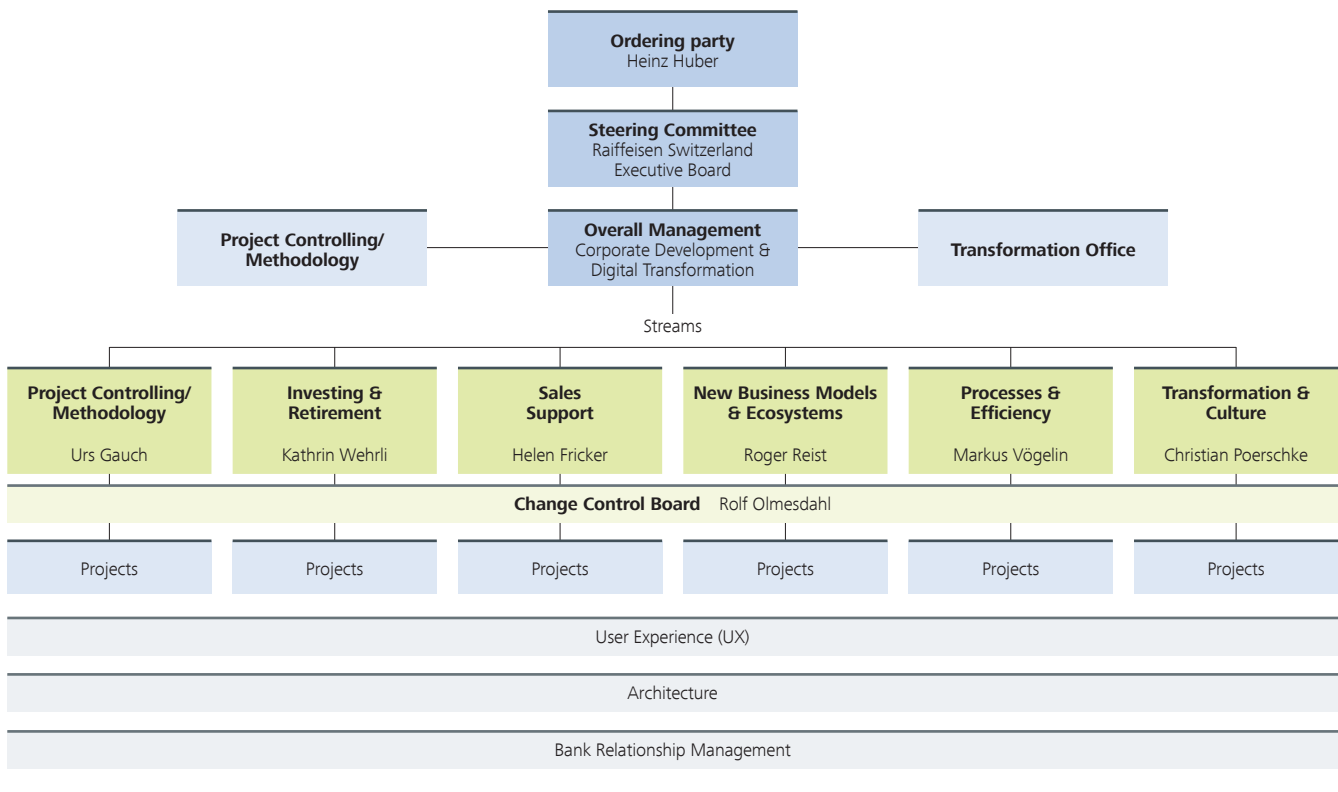 Ordering party
Heinz Huber
Steering Committee
Raiffeisen Switzerland
Executive Board
Project Controlling/
Methodology
Overall Management
Corporate Development &
Digital Transformation
Transformation Office
Streams
Project Controlling/
Methodology
Urs Gauch
Investing &
Retirement
Kathrin Wehrli
Sales
Support
Helen Fricker
New Business Models
& Ecosystems
Roger Reist
Processes &
Efficiency
Markus Vögelin
Transformation &
Culture
Christian Poerschke
Change Control Board Rolf Olmesdahl
Projects
Projects
Projects
Projects
Projects
Projects
User Experience (UX)
Architecture
Bank Relationship Management